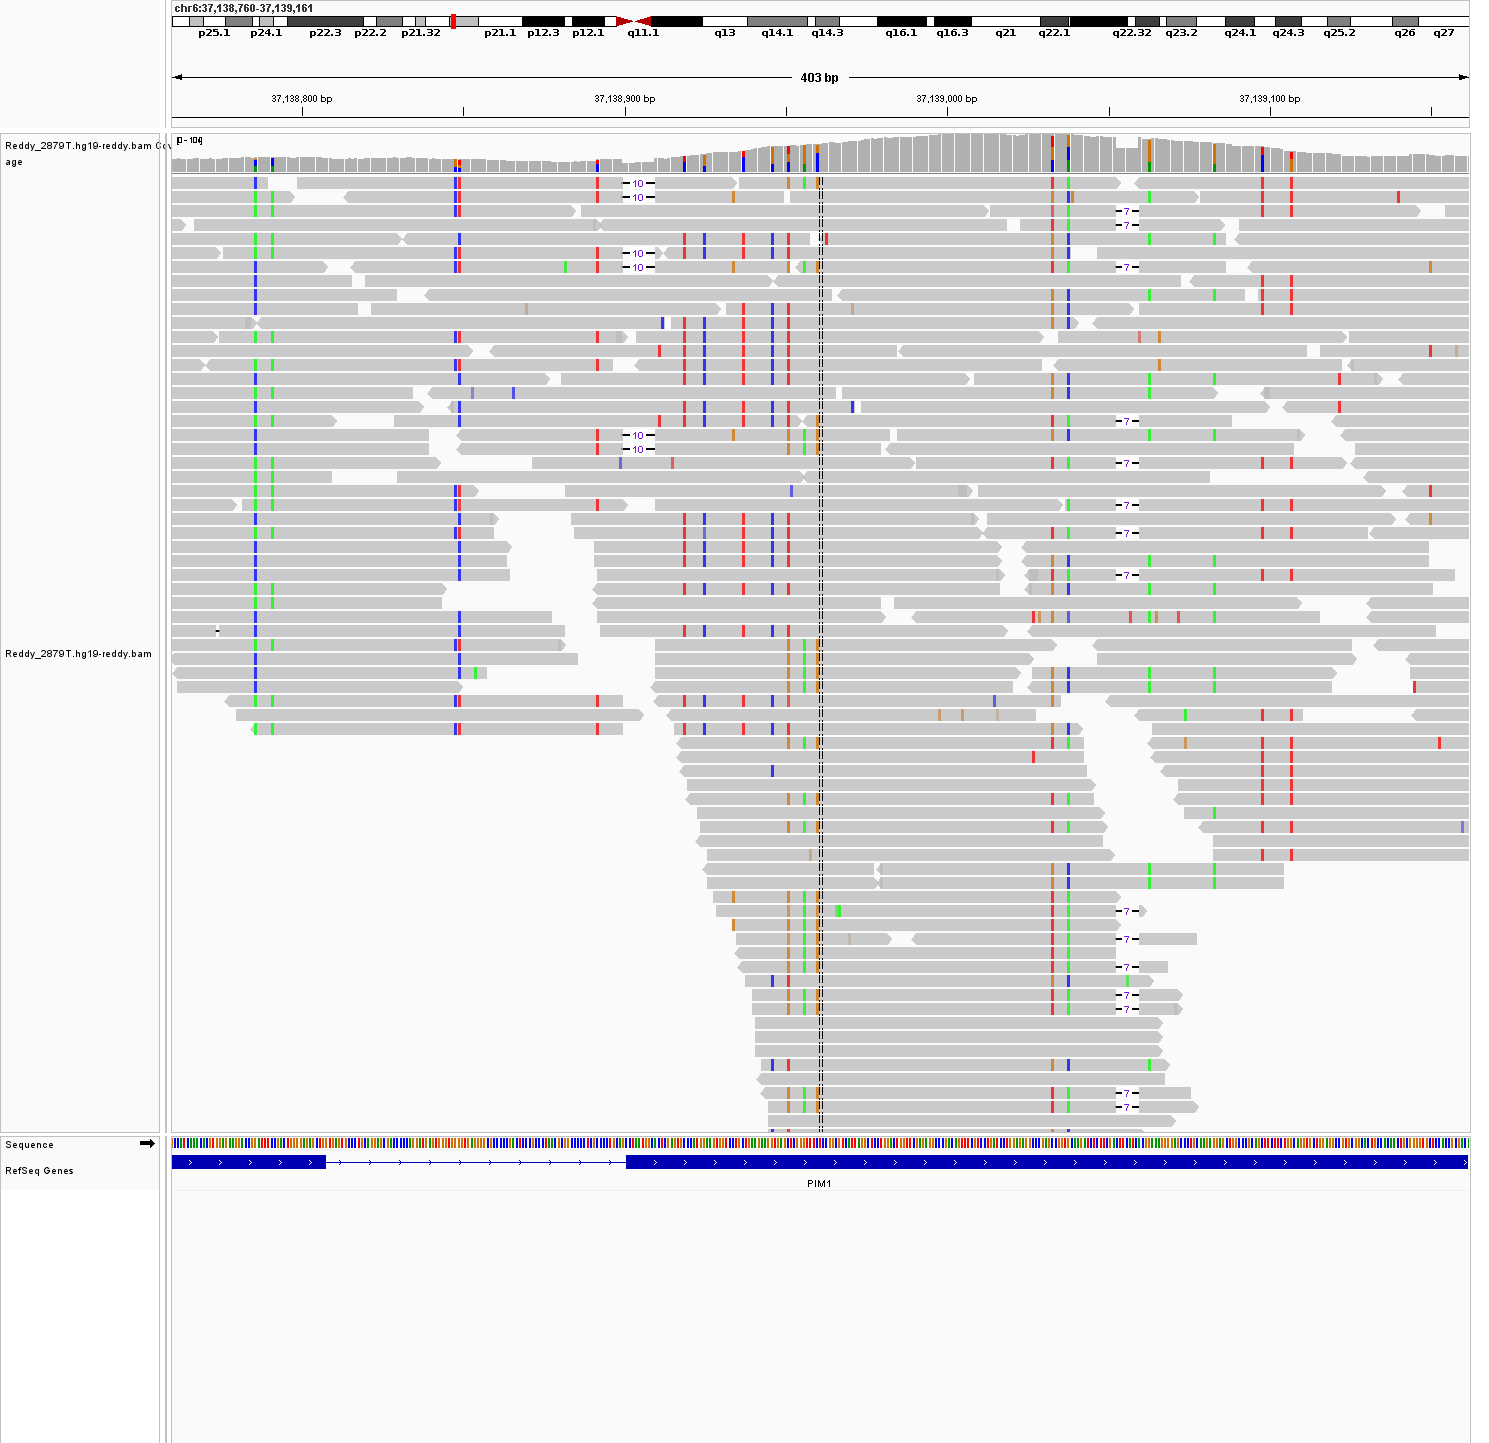 chr6:37,138,760-37,139,161
p25.1 p24.1 p22.3 p22.2 p21.32 p21.1 p12.3 p12.1 q11.1 q13 q14.1 q14.3 q16.1 q16.3 q21 q22.1 q22.32 q23.2 q24.1 q24.3 q25.2 q26 q27
403 bp
37,138,800 bp 37,138,900 bp 37,139,000 bp 37,139,100 bp
Reddy_2879T.hg19-reddy.bam Cov
age
[0 - 104]
10
10
7
7
10
10 7
7
10
10
7
7
7
7
Reddy_2879T.hg19-reddy.bam
7
7
7
7
7
7
7
Sequence
RefSeq Genes
PIM1